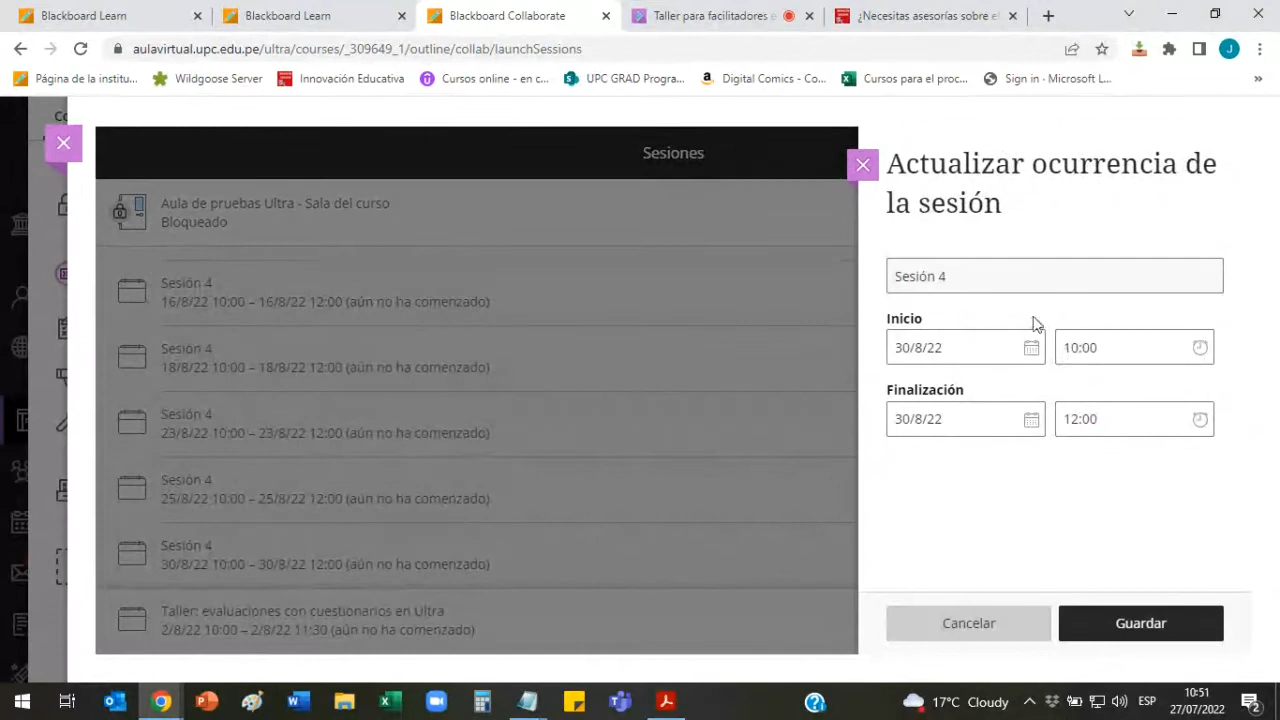 Blackboard Learn
Blackboard Learn
Blackboard Collaborate
Taller para facilitadores e
¿Necesitas asesorías sobre el
aulavirtual.upc.edu.pe/ultra/courses/_309649_1/outline/collab/launchSessions
J
Página de la institu...
Wildgoose Server
Innovación Educativa
Cursos online - en c...
UPC GRAD Progra...
Digital Comics - Co...
Cursos para el proc...
Sign in - Microsoft L...
»
Sesiones
Actualizar ocurrencia de
la sesión
Aula de pruebas Ultra - Sala del curso
Bloqueado
Sesión 4
16/8/22 10:00 – 16/8/22 12:00 (aún no ha comenzado)
Sesión 4
18/8/22 10:00 – 18/8/22 12:00 (aún no ha comenzado)
Sesión 4
23/8/22 10:00 – 23/8/22 12:00 (aún no ha comenzado)
Sesión 4
25/8/22 10:00 – 25/8/22 12:00 (aún no ha comenzado)
Sesión 4
30/8/22 10:00 – 30/8/22 12:00 (aún no ha comenzado)
Taller: evaluaciones con cuestionarios en Ultra
2/8/22 10:00 – 2/8/22 11:30 (aún no ha comenzado)
Sesión 4
Inicio
30/8/22 10:00
Finalización
30/8/22 12:00
Cancelar
Guardar
17°C Cloudy
ESP
10:51
27/07/2022
2